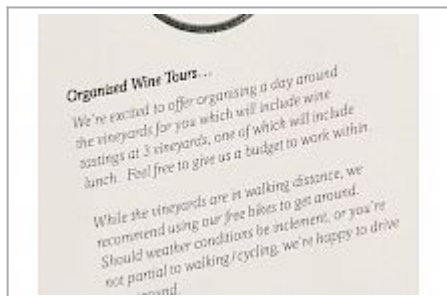 Organized Wine Tours...
We're excited to offer organising a day around
the vineyards for you which will include wine
tastings at 3 vineyards, one of which will include
lunch. Feel free to give us a budget to work within.
While the vineyards are in walking distance, we
recommend using our free bikes to get around.
Should weather conditions be inclement, or you're
not partial to walking/cycling, we're happy to drive
around.